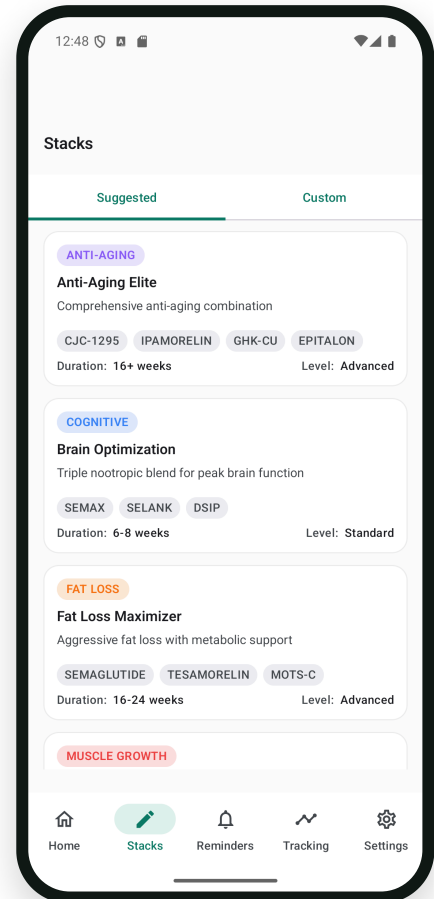 12:48
Stacks
Suggested Custom
ANTI-AGING
Anti-Aging Elite
Comprehensive anti-aging combination
CJC-1295 IPAMORELIN GHK-CU EPITALON
Duration: 16+ weeks Level: Advanced
COGNITIVE
Brain Optimization
Triple nootropic blend for peak brain function
SEMAX SELANK DSIP
Duration: 6-8 weeks Level: Standard
FAT LOSS
Fat Loss Maximizer
Aggressive fat loss with metabolic support
SEMAGLUTIDE TESAMORELIN MOTS-C
Duration: 16-24 weeks Level: Advanced
MUSCLE GROWTH
Home Stacks Reminders Tracking Settings